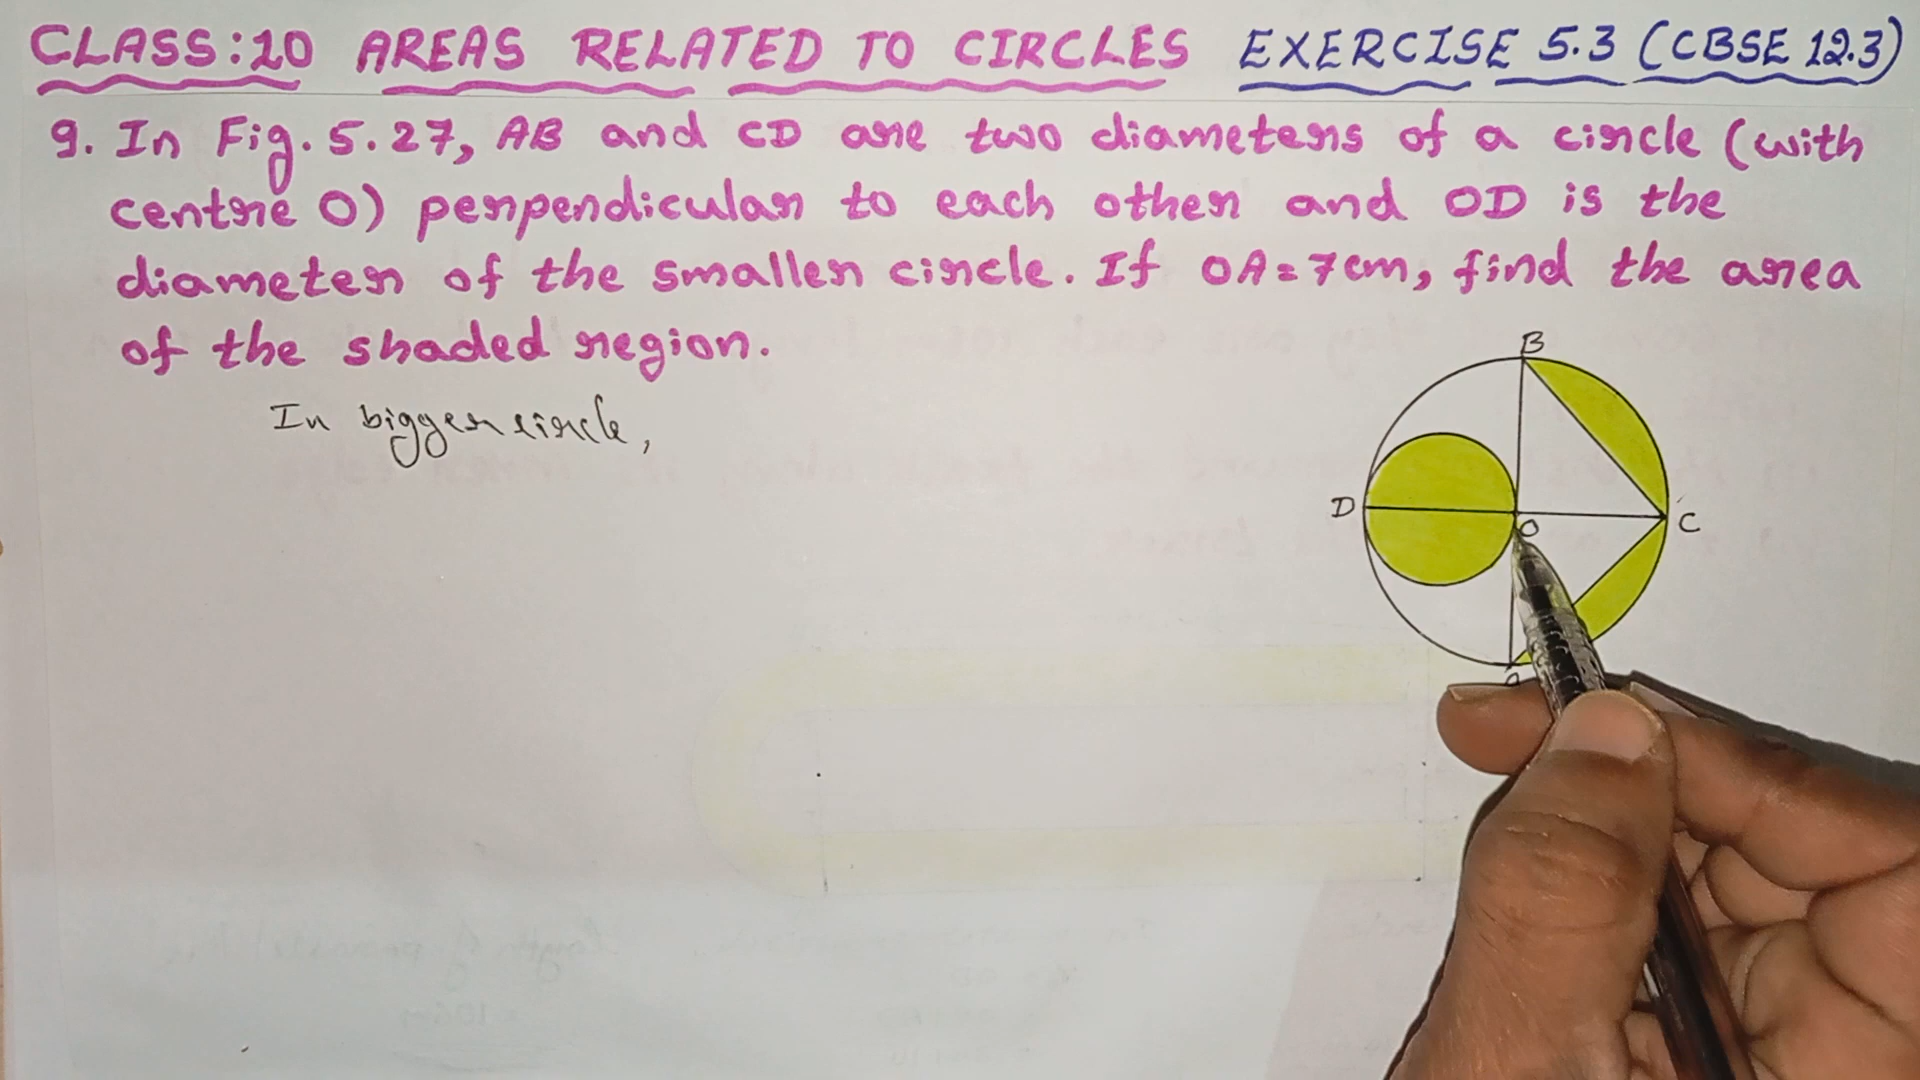 CLASS:10 AREAS RELATED TO CIRCLES EXERCISE 5.3 (CBSE 12.3)
9. In Fig. 5.27, AB and CD are two diameters of a circle (with
centre O) perpendicular to each other and OD is the
diameter of the smaller circle. If OA = 7cm, find the area
of the shaded region.
In bigger circle,
B
D
O
C